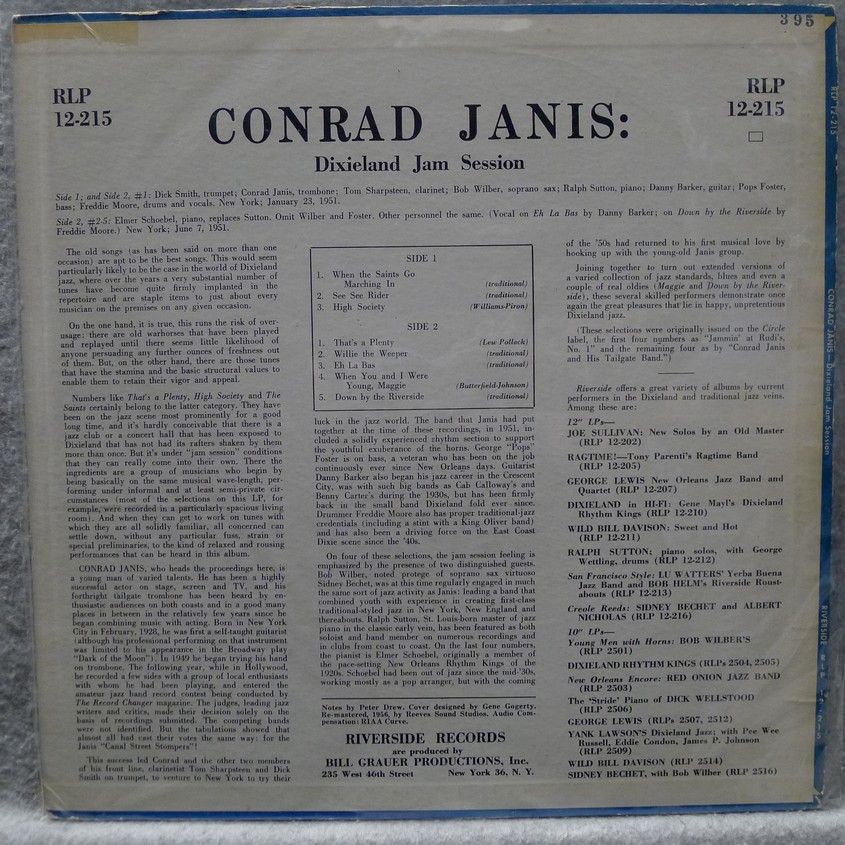 395
RLP
12-215
RLP
12-215
CONRAD JANIS:
Dixieland Jam Session
Side 1; and Side 2, #1: Dick Smith, trumpet; Conrad Janis, trombone; Tom Sharpsteen, clarinet; Bob Wilber, soprano sax; Ralph Sutton, piano; Danny Barker, guitar; Pops Foster,
bass; Freddie Moore, drums and vocals. New York; January 23, 1951.
Side 2, #2-5: Elmer Schoebel, piano, replaces Sutton. Omit Wilber and Foster. Other personnel the same. (Vocal on Eh La Bas by Danny Barker; on Down by the Riverside by
Freddie Moore.) New York; June 7, 1951.
The old songs (as has been said on more than one
occasion) are apt to be the best songs. This would seem
particularly likely to be the case in the world of Dixieland
jazz, where over the years a very substantial number of
tunes have become quite firmly implanted in the
repertoire and are staple items to just about every
musician on the premises on any given occasion.
On the one hand, it is true, this runs the risk of over-
usage: there are old warhorses that have been played
and replayed until there seems little likelihood of
anyone persuading any further ounces of freshness out
of them. But, on the other hand, there are those tunes
that have the stamina and the basic structural values to
enable them to retain their vigor and appeal.
Numbers like That's a Plenty, High Society and The
Saints certainly belong to the latter category. They have
been on the jazz scene most prominently for a good
long time, and it's hardly conceivable that there is a
jazz club or a concert hall that has been exposed to
Dixieland that has not had its rafters shaken by them
more than once. But it's under "jam session" conditions
that they can really come into their own. There the
ingredients are a group of musicians who begin by
being basically on the same musical wave-length, per-
forming under informal and at least semi-private cir-
cumstances (most of the selections on this LP, for
example, were recorded in a particularly spacious living
room). And when they can get to work on tunes with
which they are all solidly familiar, all concerned can
settle down, without any particular fuss, strain or
special preliminaries, to the kind of relaxed and rousing
performances that can be heard in this album.
CONRAD JANIS, who heads the proceedings here, is
a young man of varied talents. He has been a highly
successful actor on stage, screen and TV, and his
forthright tailgate trombone has been heard by en-
thusiastic audiences on both coasts and in a good many
places in between in the relatively few years since he
began combining music with acting. Born in New York
City in February, 1928, he was first a self-taught guitarist
(although his professional performing on that instrument
was limited to his appearance in the Broadway play
"Dark of the Moon"). In 1949 he began trying his hand
on trombone. The following year, while in Hollywood,
he recorded a few sides with a group of local enthusiasts
with whom he had been playing, and entered the
amateur jazz band record contest being conducted by
The Record Changer magazine. The judges, leading jazz
writers and critics, made their decision solely on the
basis of recordings submitted. The competing bands
were not identified. But the tabulations showed that
almost all had cast their votes the same way: for the
Janis "Canal Street Stompers"!
This success led Conrad and the other two members
of his front line, clarinetist Tom Sharpsteen and Dick
Smith on trumpet, to venture to New York to try their
SIDE 1
1. When the Saints Go
Marching In (traditional)
2. See See Rider (traditional)
3. High Society (Williams-Piron)
SIDE 2
1. That's a Plenty (Lew Pollack)
2. Willie the Weeper (traditional)
3. Eh La Bas (traditional)
4. When You and I Were
Young, Maggie (Butterfield-Johnson)
5. Down by the Riverside (traditional)
luck in the jazz world. The band that Janis had put
together at the time of these recordings, in 1951, in-
cluded a solidly experienced rhythm section to support
the youthful exuberance of the horns. George "Pops"
Foster is on bass, a veteran who has been on the job
continuously ever since New Orleans days. Guitarist
Danny Barker also began his jazz career in the Crescent
City, was with such big bands as Cab Calloway's and
Benny Carter's during the 1930s, but has been firmly
back in the small band Dixieland fold ever since.
Drummer Freddie Moore also has proper traditional-jazz
credentials (including a stint with a King Oliver band)
and has also been a driving force on the East Coast
Dixie scene since the '40s.
On four of these selections, the jam session feeling is
emphasized by the presence of two distinguished guests.
Bob Wilber, noted protege of soprano sax virtuoso
Sidney Bechet, was at this time regularly engaged in much
the same sort of jazz activity as Janis: leading a band that
combined youth with experience in creating first-class
traditional-styled jazz in New York, New England and
thereabouts. Ralph Sutton, St. Louis-born master of jazz
piano in the classic early vein, has been featured as both
soloist and band member on numerous recordings and
in clubs from coast to coast. On the last four numbers,
the pianist is Elmer Schoebel, originally a member of
the pace-setting New Orleans Rhythm Kings of the
1920s. Schoebel had been out of jazz since the mid-'30s,
working mostly as a pop arranger, but with the coming
Notes by Peter Drew. Cover designed by Gene Gogerty.
Re-mastered, 1956, by Reeves Sound Studios. Audio Com-
pensation: RIAA Curve.
RIVERSIDE RECORDS
are produced by
BILL GRAUER PRODUCTIONS, Inc.
235 West 46th Street New York 36, N. Y.
of the '50s had returned to his first musical love by
hooking up with the young-old Janis group.
Joining together to turn out extended versions of
a varied collection of jazz standards, blues and even a
couple of real oldies (Maggie and Down by the River-
side), these several skilled performers demonstrate once
again the great pleasures that lie in happy, unpretentious
Dixieland jazz.
(These selections were originally issued on the Circle
label, the first four numbers as "Jammin' at Rudi's,
No. 1" and the remaining four as by "Conrad Janis
and His Tailgate Band.")
Riverside offers a great variety of albums by current
performers in the Dixieland and traditional jazz veins.
Among these are:
12" LPs—
JOE SULLIVAN: New Solos by an Old Master
(RLP 12-202)
RAGTIME!—Tony Parenti's Ragtime Band
(RLP 12-205)
GEORGE LEWIS New Orleans Jazz Band and
Quartet (RLP 12-207)
DIXIELAND in HI-FI: Gene Mayl's Dixieland
Rhythm Kings (RLP 12-210)
WILD BILL DAVISON: Sweet and Hot
(RLP 12-211)
RALPH SUTTON: piano solos, with George
Wettling, drums (RLP 12-212)
San Francisco Style: LU WATTERS' Yerba Buena
Jazz Band and BOB HELM's Riverside Roust-
abouts (RLP 12-213)
Creole Reeds: SIDNEY BECHET and ALBERT
NICHOLAS (RLP 12-216)
10" LPs—
Young Men with Horns: BOB WILBER'S
(RLP 2501)
DIXIELAND RHYTHM KINGS (RLPs 2504, 2505)
New Orleans Encore: RED ONION JAZZ BAND
(RLP 2503)
The 'Stride' Piano of DICK WELLSTOOD
(RLP 2506)
GEORGE LEWIS (RLPs 2507, 2512)
YANK LAWSON'S Dixieland Jazz; with Pee Wee
Russell, Eddie Condon, James P. Johnson
(RLP 2509)
WILD BILL DAVISON (RLP 2514)
SIDNEY BECHET, with Bob Wilber (RLP 2516)
RLP 12-215
CONRAD JANIS—Dixieland Jam Session
RIVERSIDE RLP 12-215